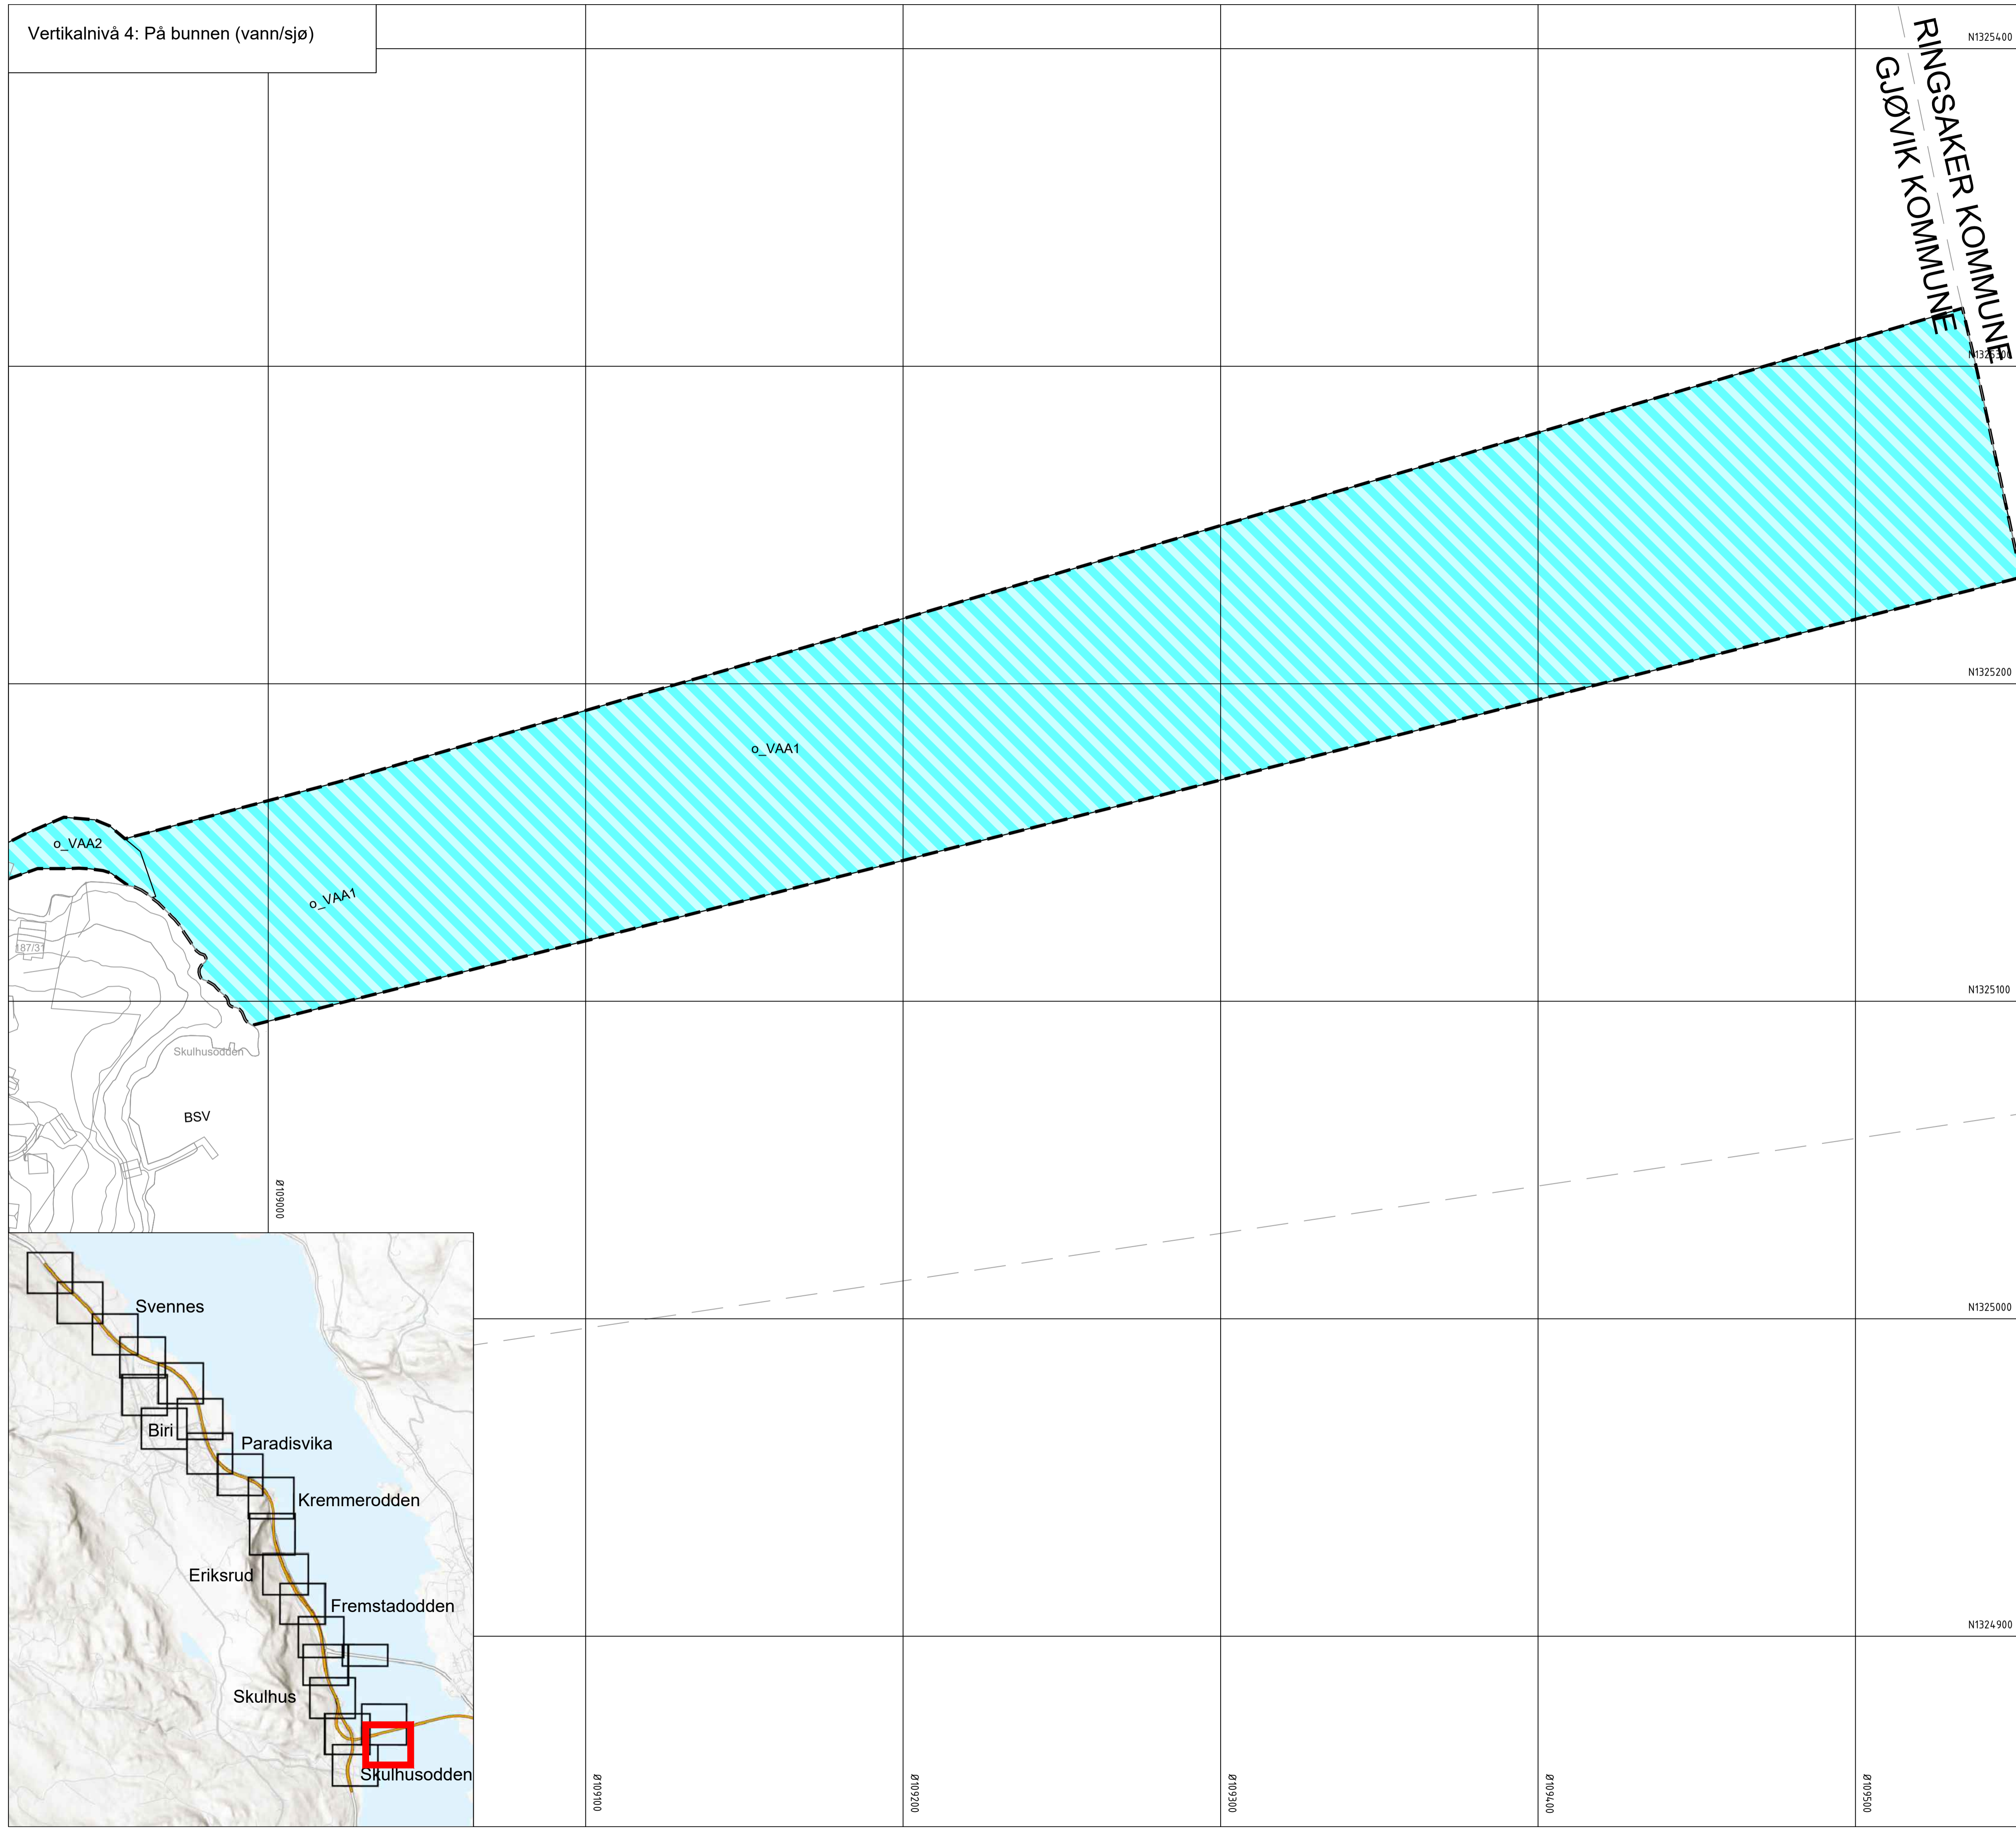 Vertikalnivå 4: På bunnen (vann/sjø)
N1325400
RINGSAKER KOMMUNE
GJØVIK KOMMUNE
N1325300
N1325200
o_VAA1
o_VAA2
o_VAA1
187/31
N1325100
Skulhusodden
BSV
Ø109000
N1325000
Svennes
Biri
Paradisvika
Kremmerodden
Eriksrud
Fremstadodden
N1324900
Skulhus
Skulhusodden
Ø109100
Ø109200
Ø109300
Ø109400
Ø109500